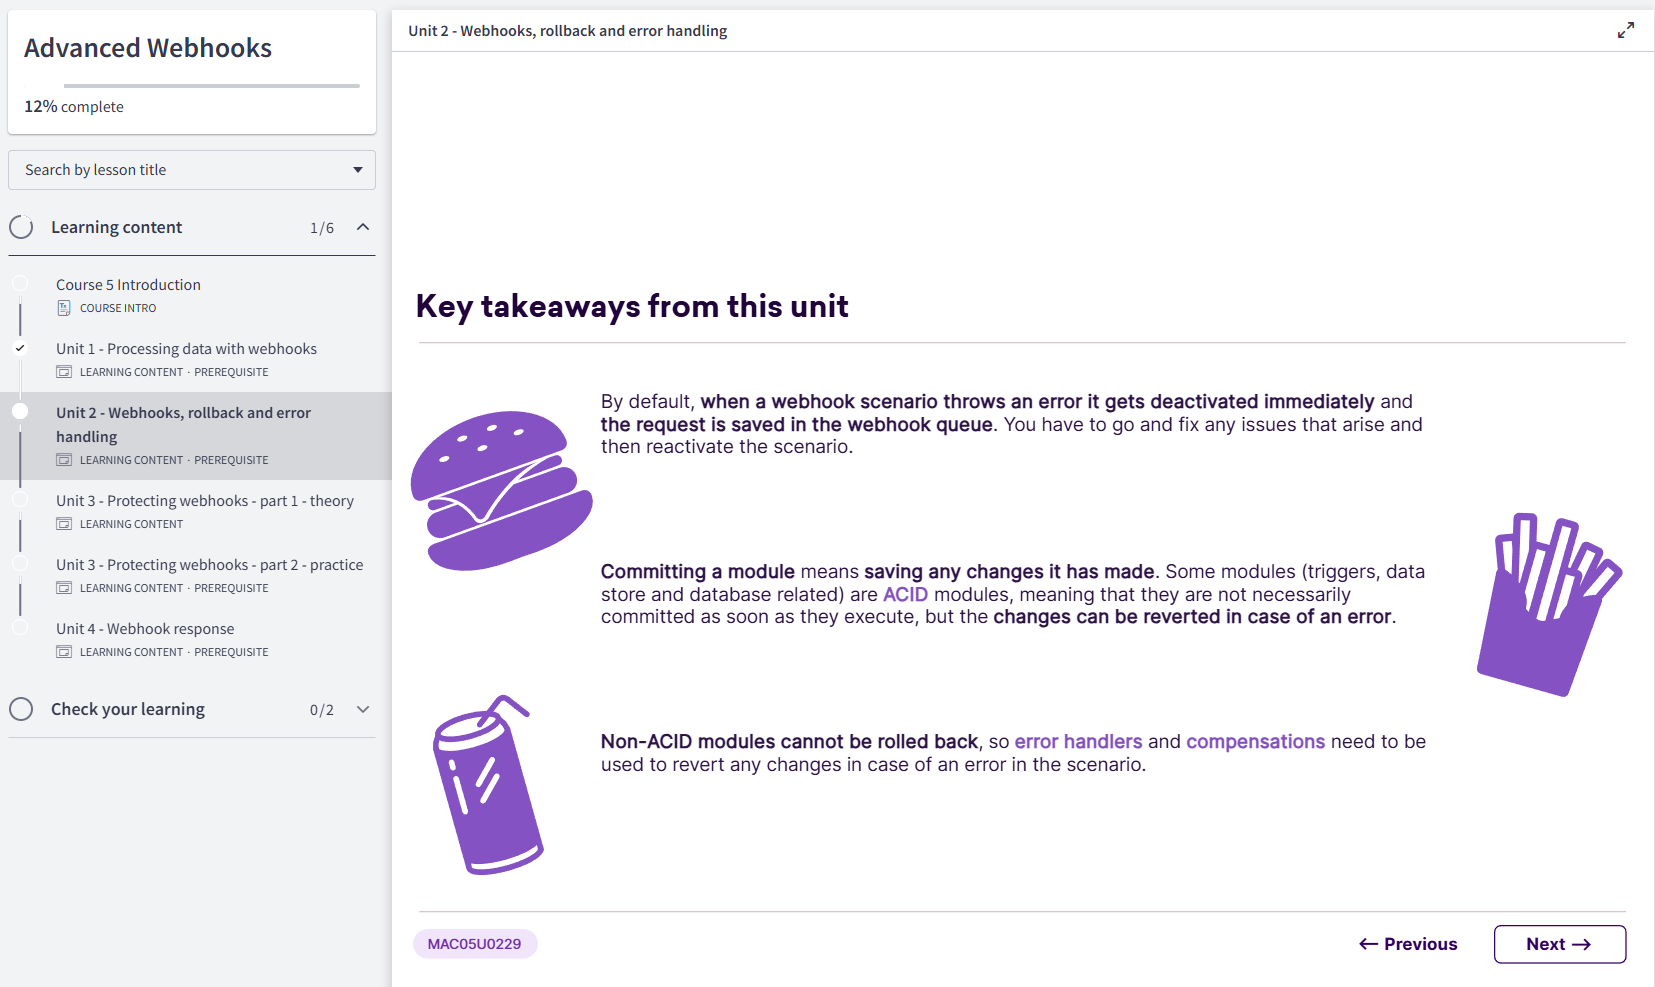 Advanced Webhooks
12% complete
Search by lesson title
Learning content 1/6
Course 5 Introduction
COURSE INTRO
Unit 1 - Processing data with webhooks
LEARNING CONTENT · PREREQUISITE
Unit 2 - Webhooks, rollback and error
handling
LEARNING CONTENT · PREREQUISITE
Unit 3 - Protecting webhooks - part 1 - theory
LEARNING CONTENT
Unit 3 - Protecting webhooks - part 2 - practice
LEARNING CONTENT · PREREQUISITE
Unit 4 - Webhook response
LEARNING CONTENT · PREREQUISITE
Check your learning 0/2
Unit 2 - Webhooks, rollback and error handling
Key takeaways from this unit
By default, when a webhook scenario throws an error it gets deactivated immediately and
the request is saved in the webhook queue. You have to go and fix any issues that arise and
then reactivate the scenario.
Committing a module means saving any changes it has made. Some modules (triggers, data
store and database related) are ACID modules, meaning that they are not necessarily
committed as soon as they execute, but the changes can be reverted in case of an error.
Non-ACID modules cannot be rolled back, so error handlers and compensations need to be
used to revert any changes in case of an error in the scenario.
MAC05U0229
← Previous
Next →